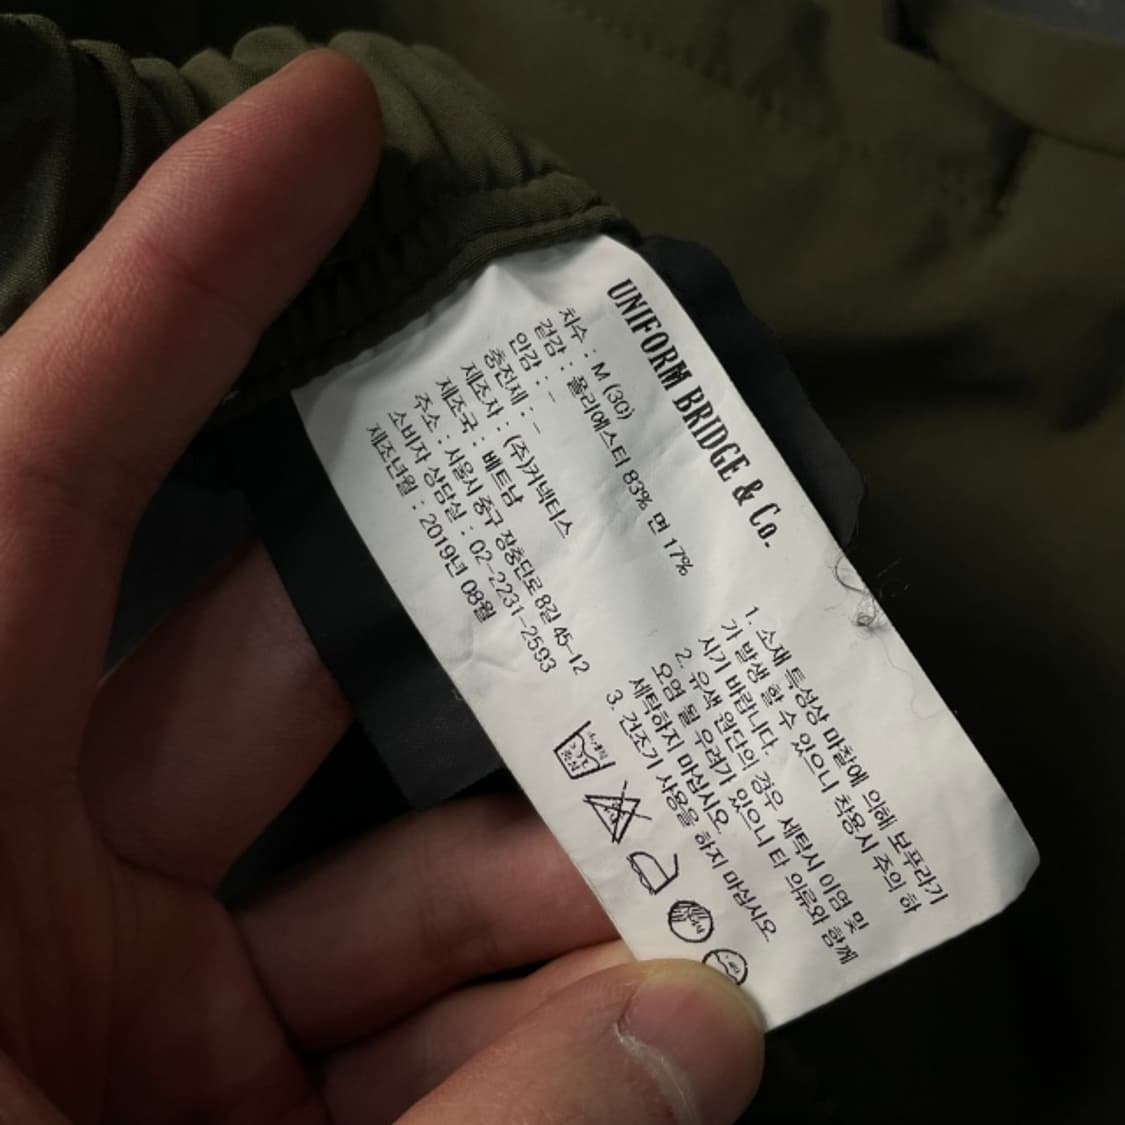 UNIFORM BRIDGE & Co.
치수 : M (30)
겉감 : 폴리에스터 83% 면 17%
안감 : -
충전재 : -
제조자 : (주)커넥터스
제조국 : 베트남
주소 : 서울시 중구 장충단로 8길 45-12
소비자 상담실 : 02-2231-2593
제조년월 : 2019년 08월
1. 소재 특성상 마찰에 의해 보푸라기
가 발생 할 수 있으니 착용시 주의 하
시기 바랍니다.
2. 유색 원단의 경우 세탁시 이염 및
오염 될 우려가 있으니 타 의류와 함께
세탁하지 마십시오.
3. 건조기 사용을 하지 마십시오.